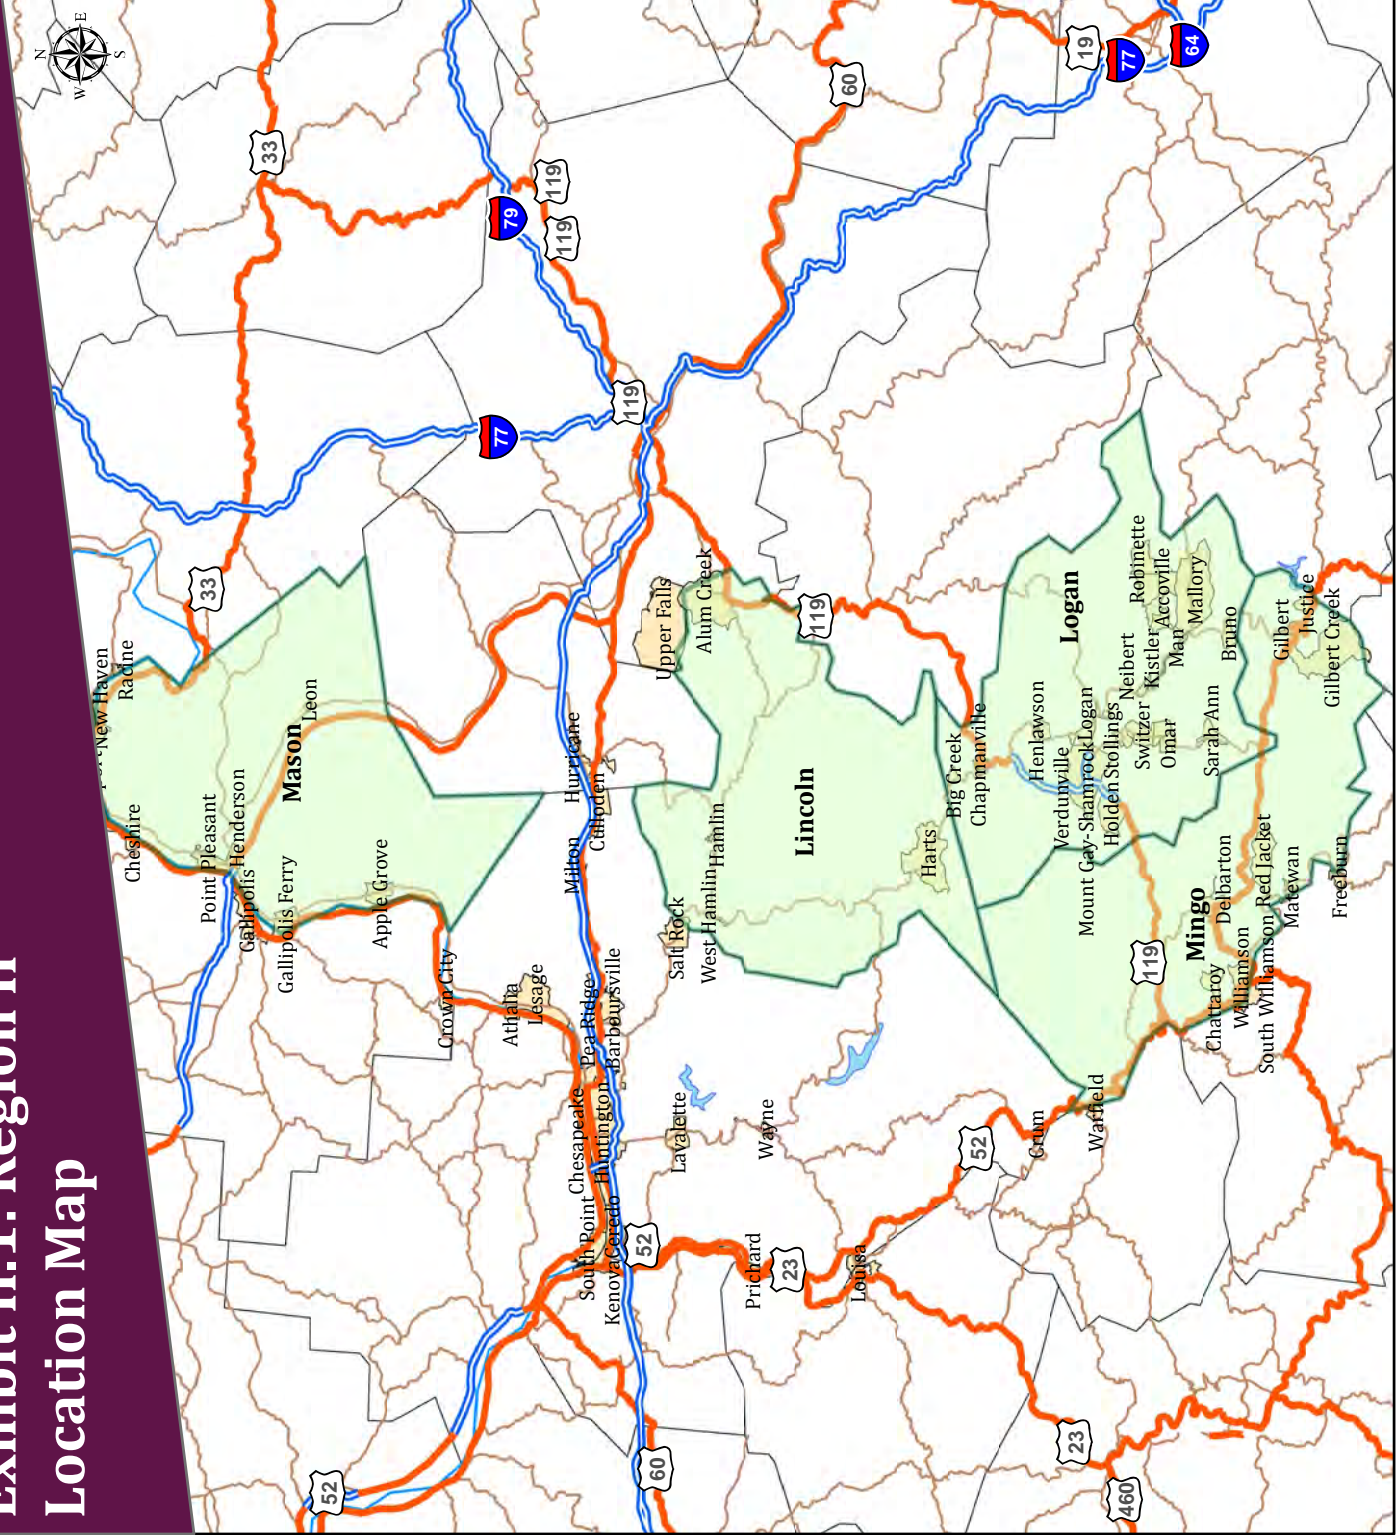 Exhibit II.1: Region II
Location Map
N
E
S
W
33
33
79
119
119
119
77
60
19
77
64
New Haven
Racine
Cheshire
Leon
Mason
Point Pleasant
Henderson
Gallipolis
Gallipolis Ferry
Apple Grove
Crown City
Athalia
Lesage
Hurricane
Culloden
Milton
Barboursville
Pea Ridge
Huntington
Chesapeake
South Point
Ceredo
Kenova
52
52
60
Upper Falls
Alum Creek
119
Salt Rock
West Hamlin
Hamlin
Lincoln
Harts
Lavalette
Wayne
Prichard
23
Louisa
52
Crum
Warfield
23
460
Big Creek
Chapmanville
Henlawson
Verdunville
Mount Gay-Shamrock
Logan
Holden
Stollings
Logan
Neibert
Kistler
Man
Robinette
Accoville
Mallory
Switzer
Omar
Sarah Ann
Bruno
Gilbert
Justice
Gilbert Creek
119
Mingo
Chattaroy
Williamson
South Williamson
Delbarton
Red Jacket
Matewan
Freeburn